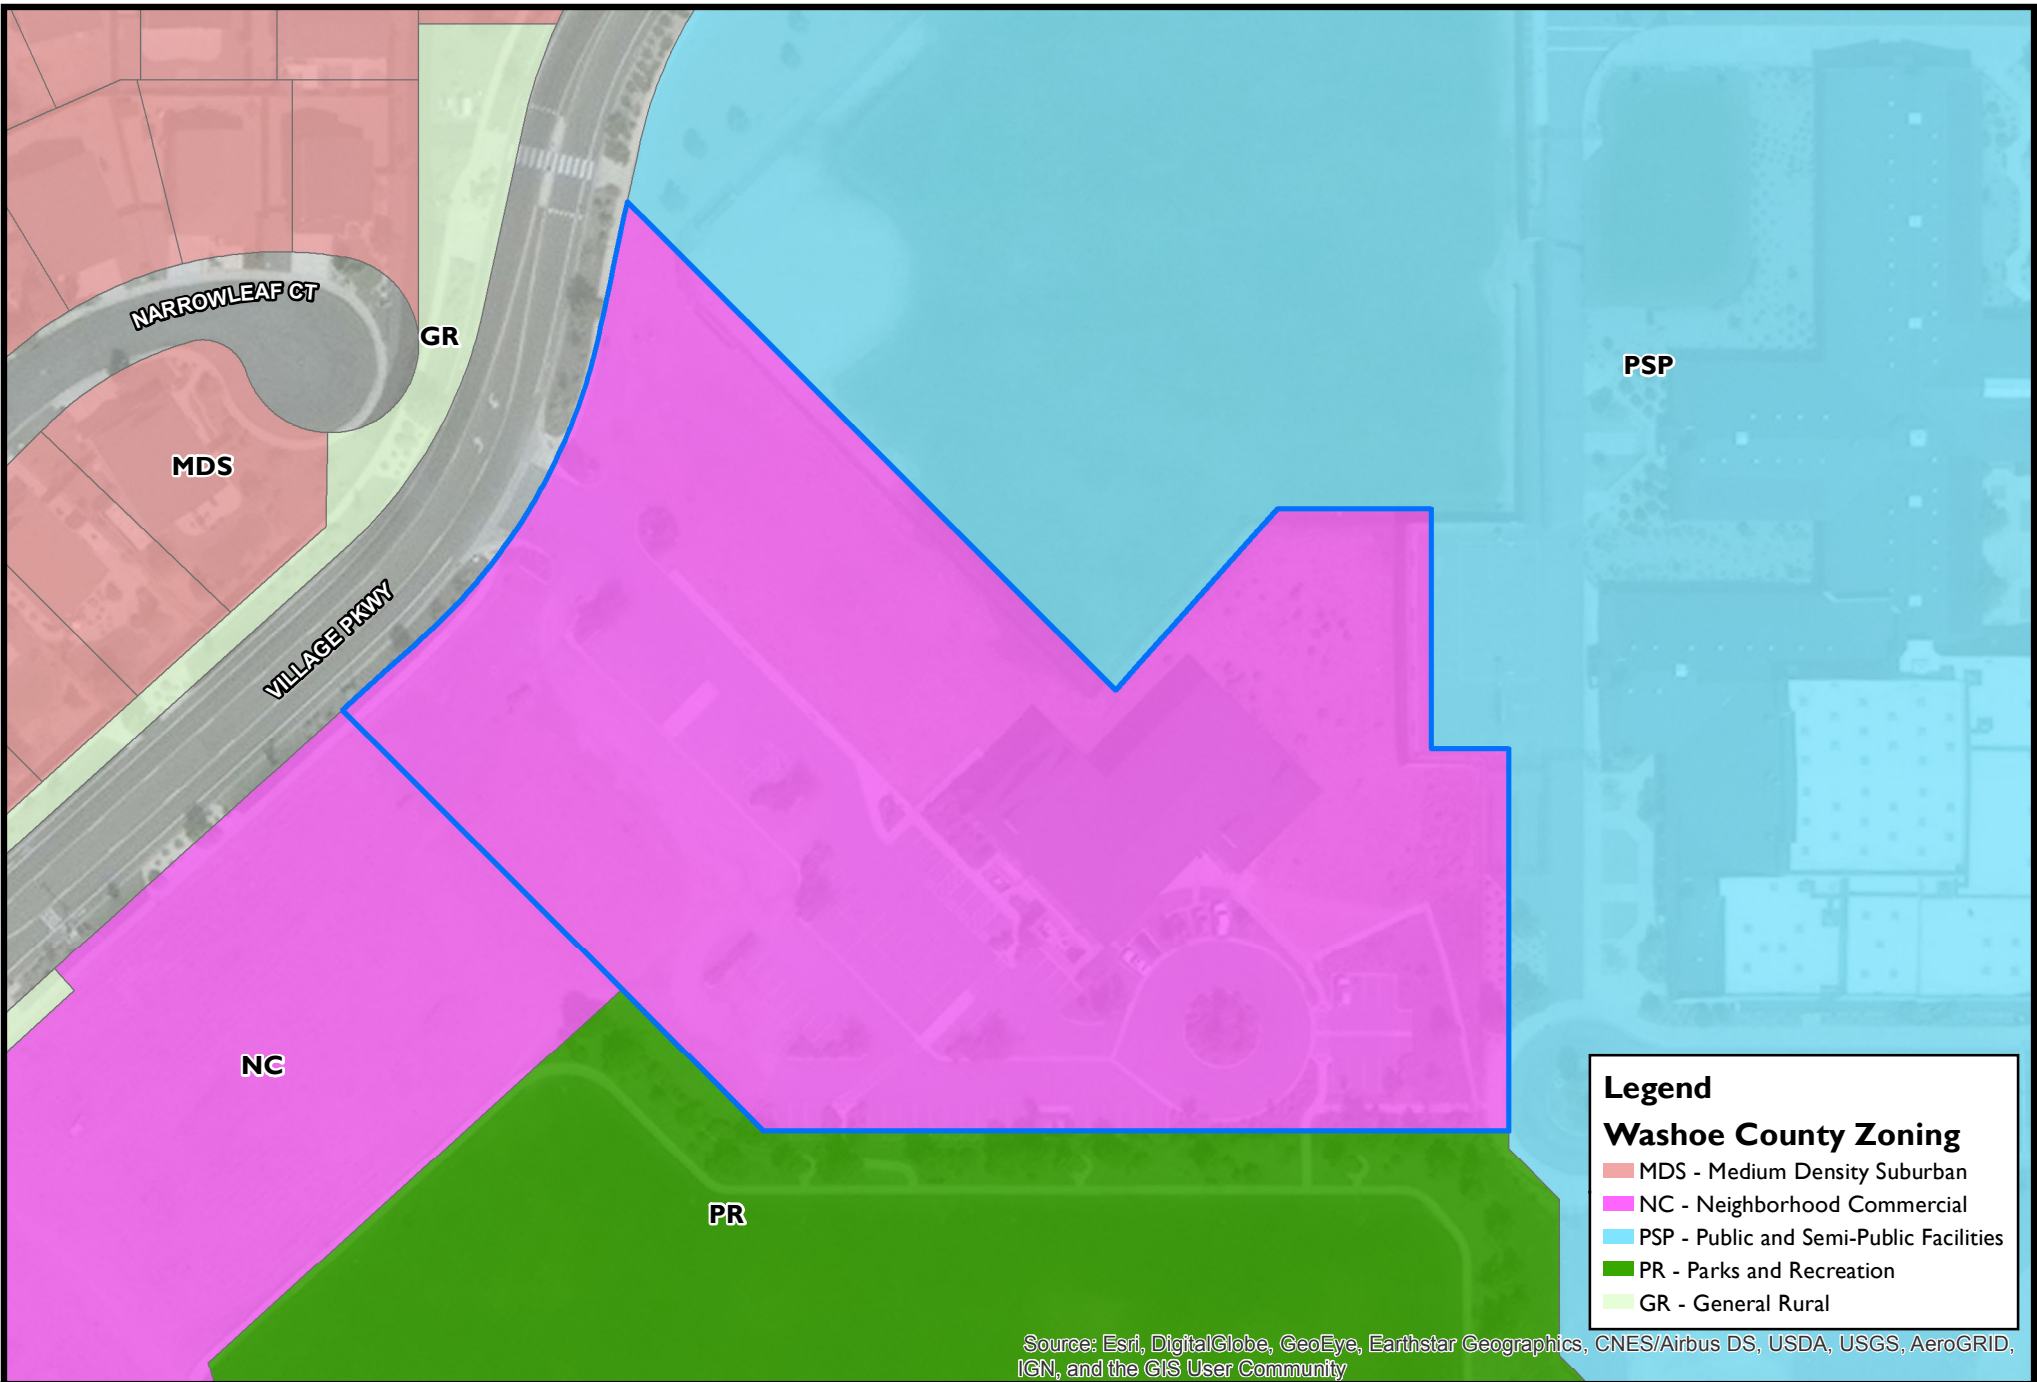 NARROWLEAF CT
GR
PSP
MDS
VILLAGE PKWY
NC
PR
Legend
Washoe County Zoning
MDS - Medium Density Suburban
NC - Neighborhood Commercial
PSP - Public and Semi-Public Facilities
PR - Parks and Recreation
GR - General Rural
Source: Esri, DigitalGlobe, GeoEye, Earthstar Geographics, CNES/Airbus DS, USDA, USGS, AeroGRID,
IGN, and the GIS User Community